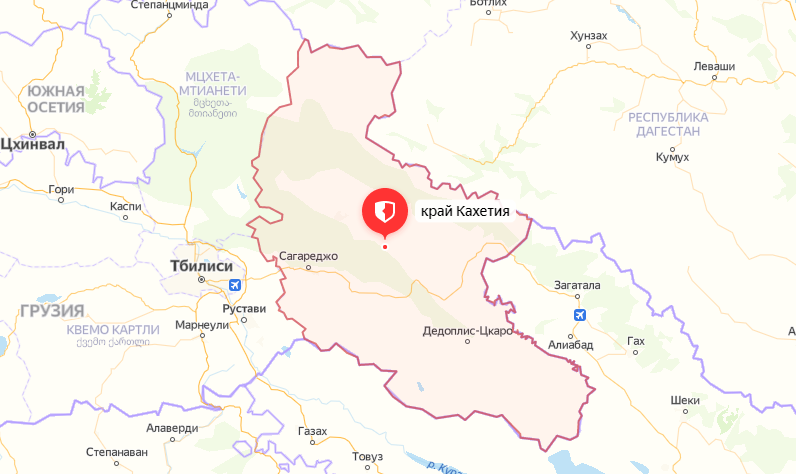 Степанцминда
Ботлих
Хунзах
Леваши
МЦХЕТА-
МТИАНЕТИ
მცხეთა-
მთიანეთი
ЮЖНАЯ
ОСЕТИЯ
РЕСПУБЛИКА
ДАГЕСТАН
Цхинвал
Кумух
Гори
Каспи
край Кахетия
Сагареджо
Тбилиси
Загатала
Рустави
ГРУЗИЯ
КВЕМО КАРТЛИ
ქვემო ქართლი
Марнеули
Дедоплис-Цкаро
Алиабад
Гах
Шеки
Алаверди
Газах
Степанаван
Товуз
р. Кура